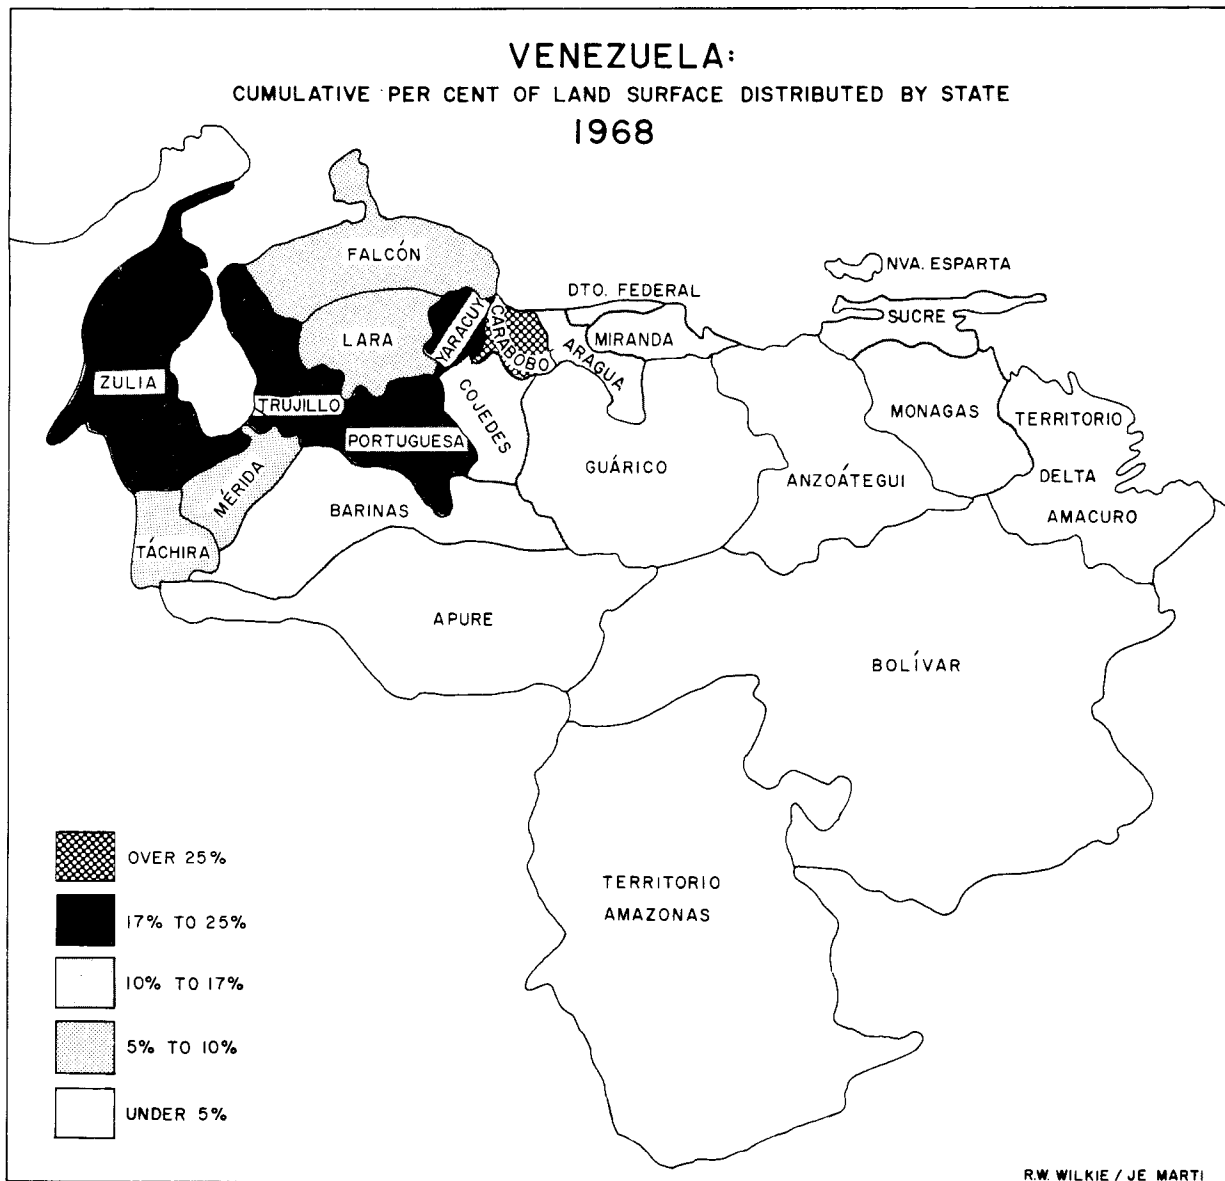 VENEZUELA:
CUMULATIVE PER CENT OF LAND SURFACE DISTRIBUTED BY STATE
1968
FALCÓN
NVA. ESPARTA
DTO. FEDERAL
SUCRE
LARA
YARACUY
CARABOBO
ARAGUA
MIRANDA
ZULIA
TRUJILLO
COJEDES
MONAGAS
TERRITORIO
DELTA
AMACURO
PORTUGUESA
GUÁRICO
ANZOÁTEGUI
MÉRIDA
BARINAS
TÁCHIRA
APURE
BOLÍVAR
TERRITORIO
AMAZONAS
OVER 25%
17% TO 25%
10% TO 17%
5% TO 10%
UNDER 5%
R.W. WILKIE / JE MARTI